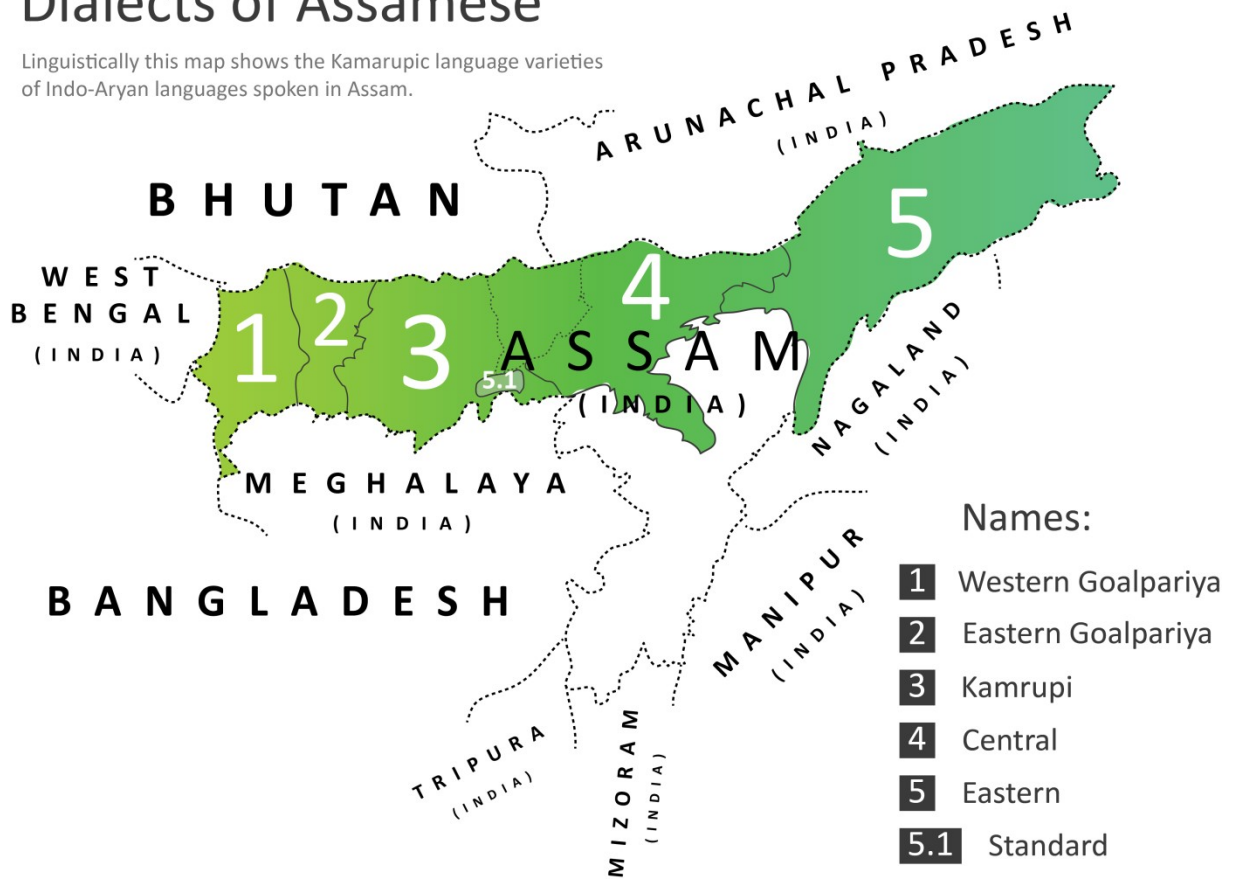 Dialects of Assamese
Linguistically this map shows the Kamarupic language varieties
of Indo-Aryan languages spoken in Assam.
ARUNACHAL PRADESH
(INDIA)
BHUTAN
WEST
BENGAL
(INDIA)
1
2
3
4
5
5.1
ASSAM
(INDIA)
NAGALAND
(INDIA)
MEGHALAYA
(INDIA)
BANGLADESH
MANIPUR
(INDIA)
TRIPURA
(INDIA)
MIZORAM
(INDIA)
Names:
1 Western Goalpariya
2 Eastern Goalpariya
3 Kamrupi
4 Central
5 Eastern
5.1 Standard